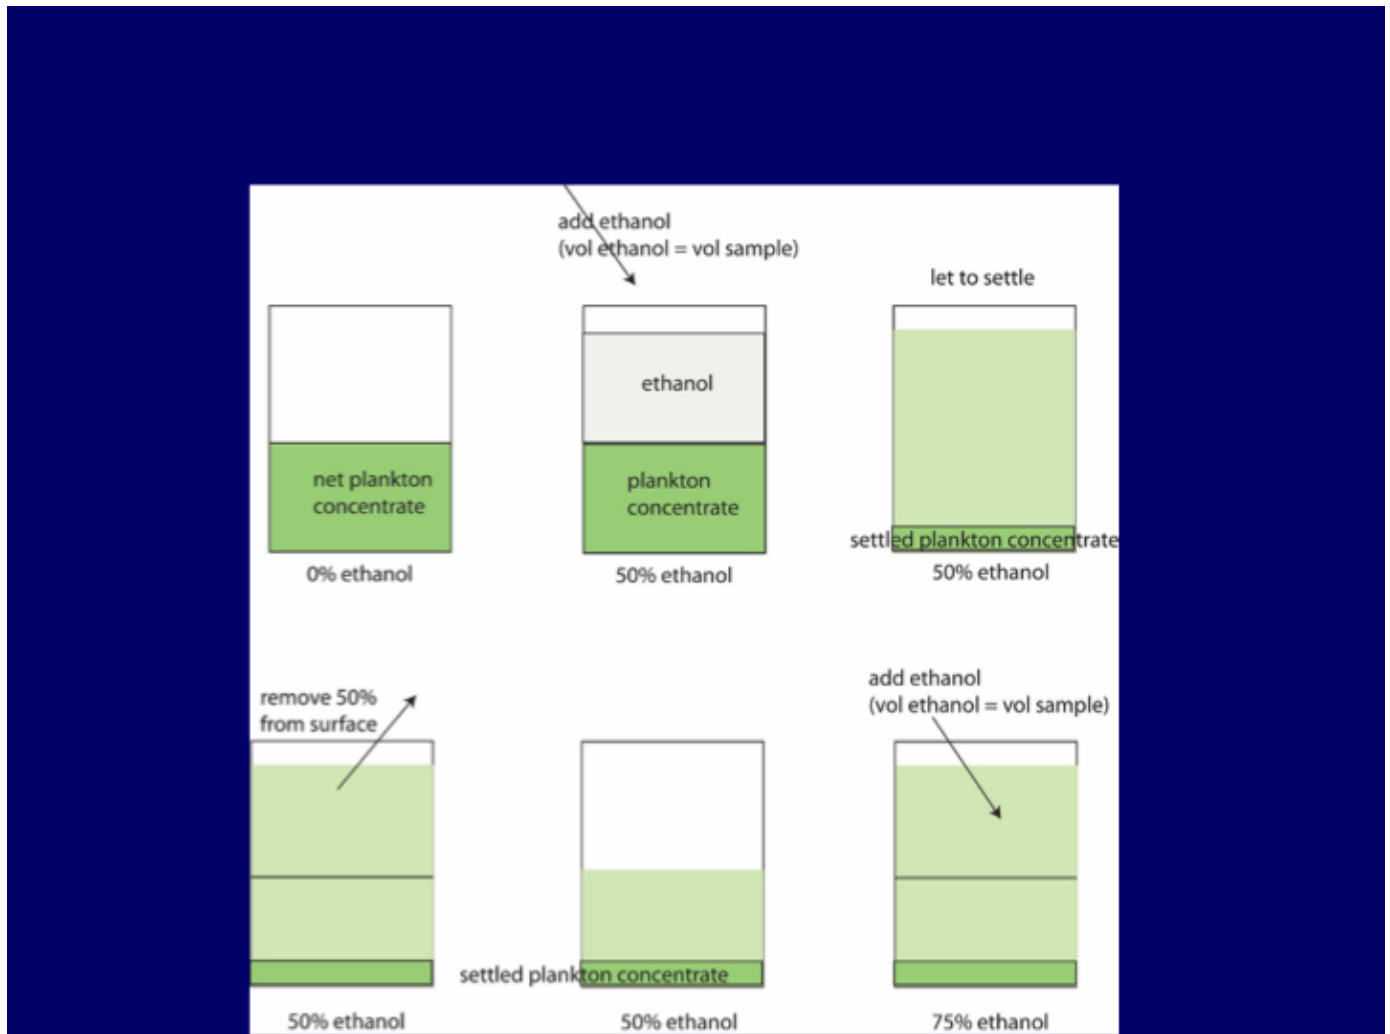 add ethanol
(vol ethanol = vol sample)
let to settle
ethanol
net plankton
concentrate
plankton
concentrate
settled plankton concentrate
0% ethanol
50% ethanol
50% ethanol
remove 50%
from surface
add ethanol
(vol ethanol = vol sample)
settled plankton concentrate
50% ethanol
50% ethanol
75% ethanol